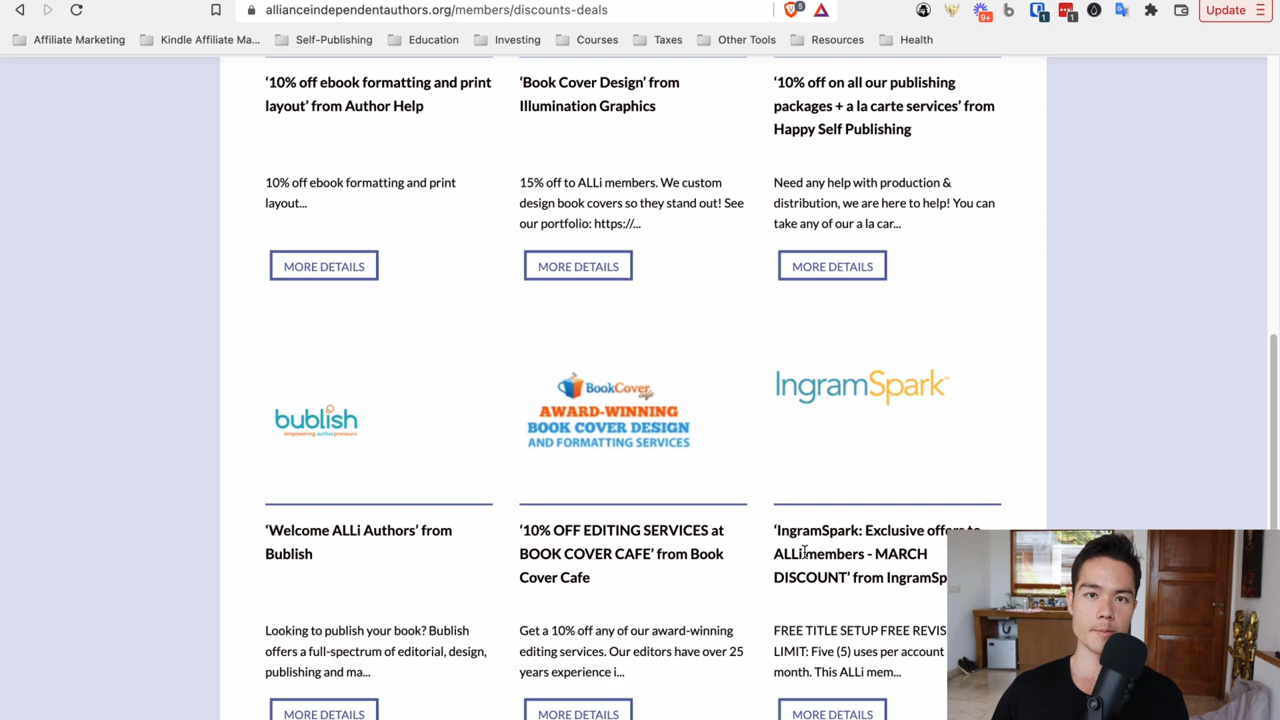 allianceindependentauthors.org/members/discounts-deals
5
9+
1
1
Update
Affiliate Marketing
Kindle Affiliate Ma...
Self-Publishing
Education
Investing
Courses
Taxes
Other Tools
Resources
Health
‘10% off ebook formatting and print
layout’ from Author Help
‘Book Cover Design’ from
Illumination Graphics
‘10% off on all our publishing
packages + a la carte services’ from
Happy Self Publishing
10% off ebook formatting and print
layout...
15% off to ALLi members. We custom
design book covers so they stand out! See
our portfolio: https://...
Need any help with production &
distribution, we are here to help! You can
take any of our a la car...
MORE DETAILS
MORE DETAILS
MORE DETAILS
bublish
empowering authorpreneurs
BookCover
cafe
AWARD-WINNING
BOOK COVER DESIGN
AND FORMATTING SERVICES
IngramSpark™
‘Welcome ALLi Authors’ from
Bublish
‘10% OFF EDITING SERVICES at
BOOK COVER CAFE’ from Book
Cover Cafe
‘IngramSpark: Exclusive offers to
ALLi members - MARCH
DISCOUNT’ from IngramSp
Looking to publish your book? Bublish
offers a full-spectrum of editorial, design,
publishing and ma...
Get a 10% off any of our award-winning
editing services. Our editors have over 25
years experience i...
FREE TITLE SETUP FREE REVIS
LIMIT: Five (5) uses per account
month. This ALLi mem...
MORE DETAILS
MORE DETAILS
MORE DETAILS